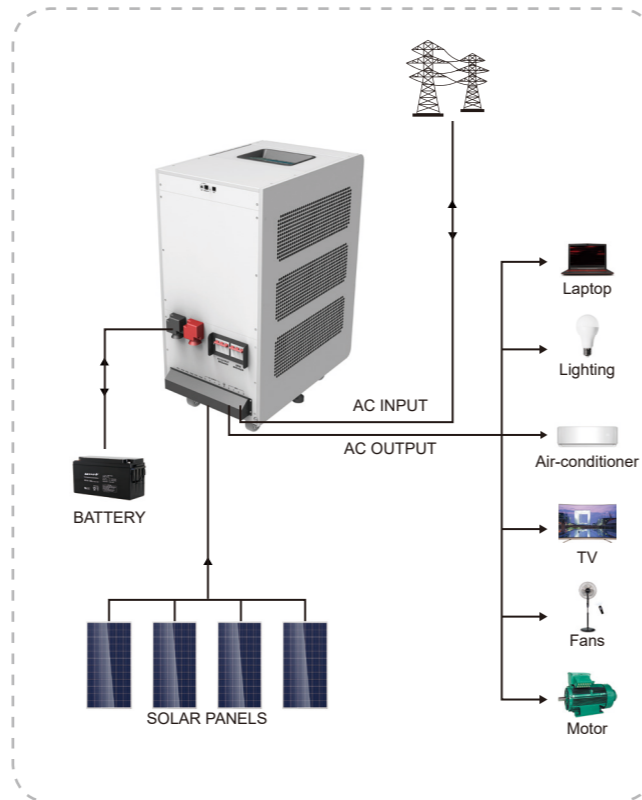 AC INPUT
AC OUTPUT
BATTERY
SOLAR PANELS
Laptop
Lighting
Air-conditioner
TV
Fans
Motor